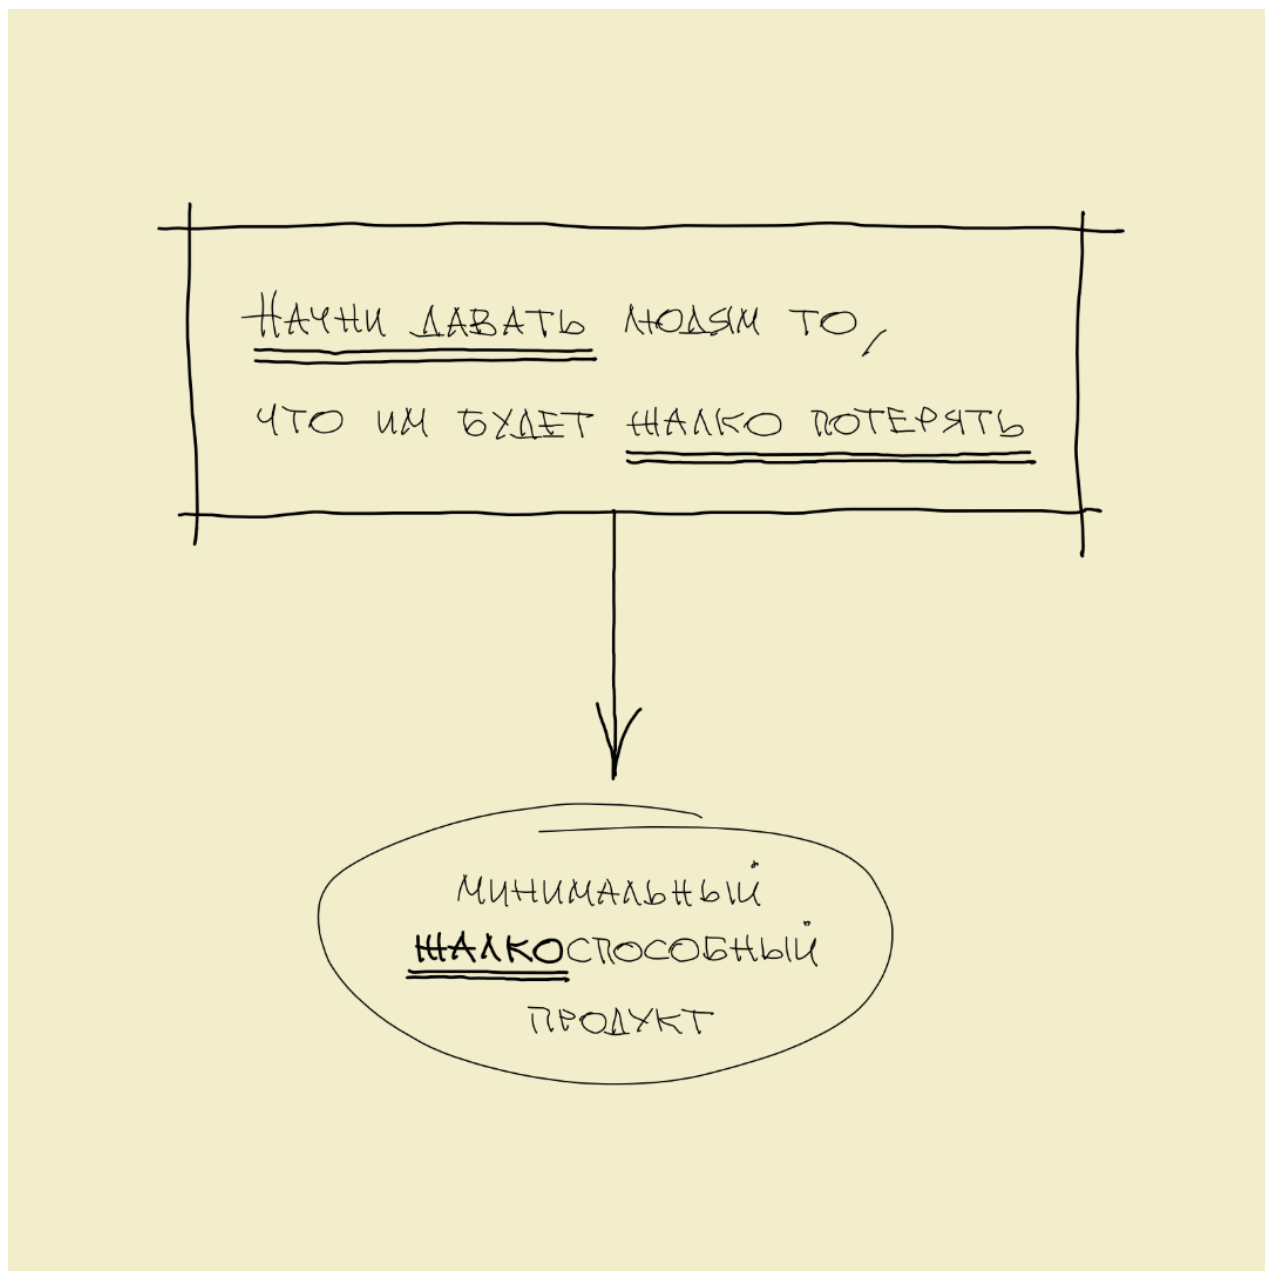 Начни давать людям то,
что им будет жалко потерять
минимальный
жалкоспособный
продукт